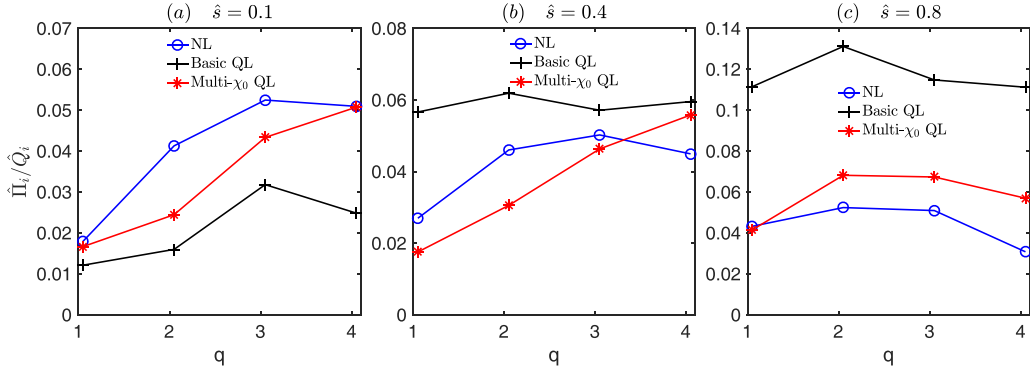 (a) ŝ = 0.1
0.07
0.06
0.05
0.04
0.03
0.02
0.01
0
Π̂ᵢ/Q̂ᵢ
NL
Basic QL
Multi-χ₀ QL
1 2 3 4
q
(b) ŝ = 0.4
0.08
0.06
0.04
0.02
0
NL
Basic QL
Multi-χ₀ QL
1 2 3 4
q
(c) ŝ = 0.8
0.14
0.12
0.1
0.08
0.06
0.04
0.02
0
NL
Basic QL
Multi-χ₀ QL
1 2 3 4
q